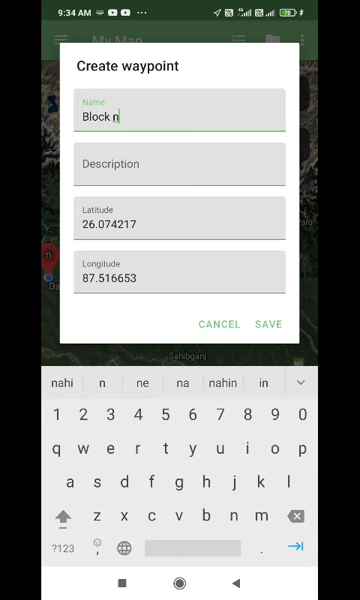 9:34 AM
My Map
Create waypoint
Name
Block n
Description
Latitude
26.074217
Longitude
87.516653
CANCEL SAVE
Sahibganj
nahi n ne na nahin in
1 2 3 4 5 6 7 8 9 0
q w e r t y u i o p
a s d f g h j k l
z x c v b n m
?123 , .